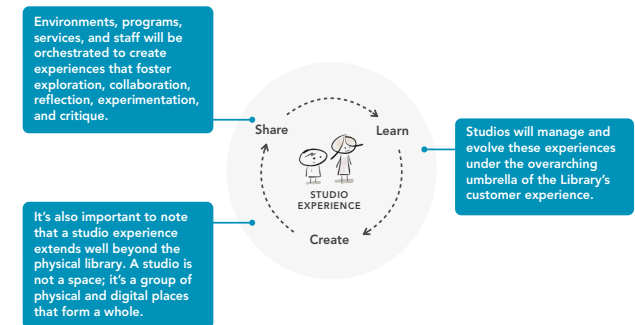 Environments, programs,
services, and staff will be
orchestrated to create
experiences that foster
exploration, collaboration,
reflection, experimentation,
and critique.
Share
Learn
STUDIO
EXPERIENCE
Create
Studios will manage and
evolve these experiences
under the overarching
umbrella of the Library’s
customer experience.
It’s also important to note
that a studio experience
extends well beyond the
physical library. A studio is
not a space; it’s a group of
physical and digital places
that form a whole.